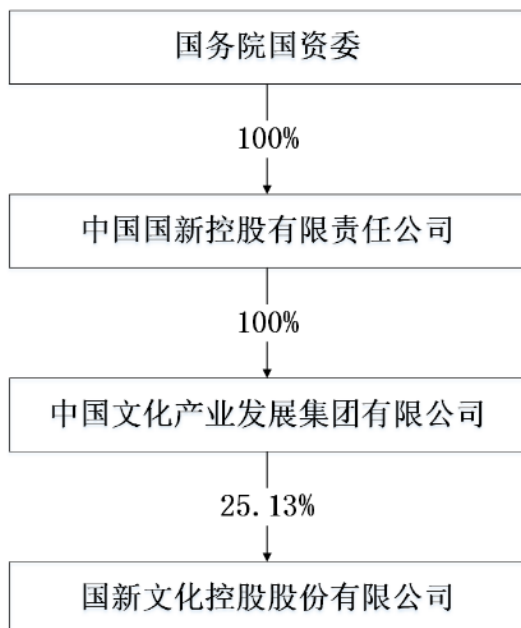 国务院国资委
100%
中国国新控股有限责任公司
100%
中国文化产业发展集团有限公司
25.13%
国新文化控股股份有限公司